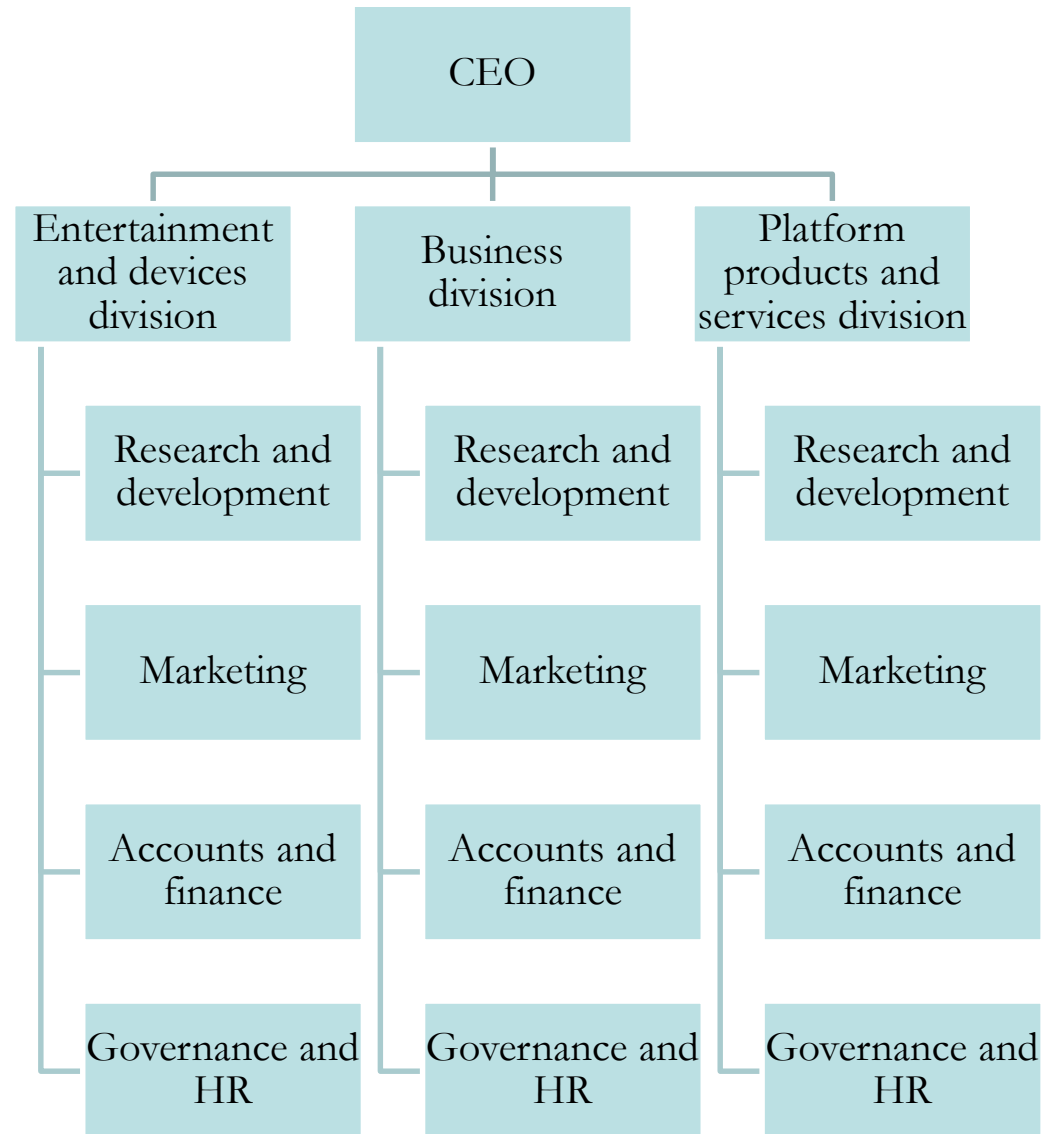 CEO
Entertainment
and devices
division
Business
division
Platform
products and
services division
Research and
development
Research and
development
Research and
development
Marketing
Marketing
Marketing
Accounts and
finance
Accounts and
finance
Accounts and
finance
Governance and
HR
Governance and
HR
Governance and
HR